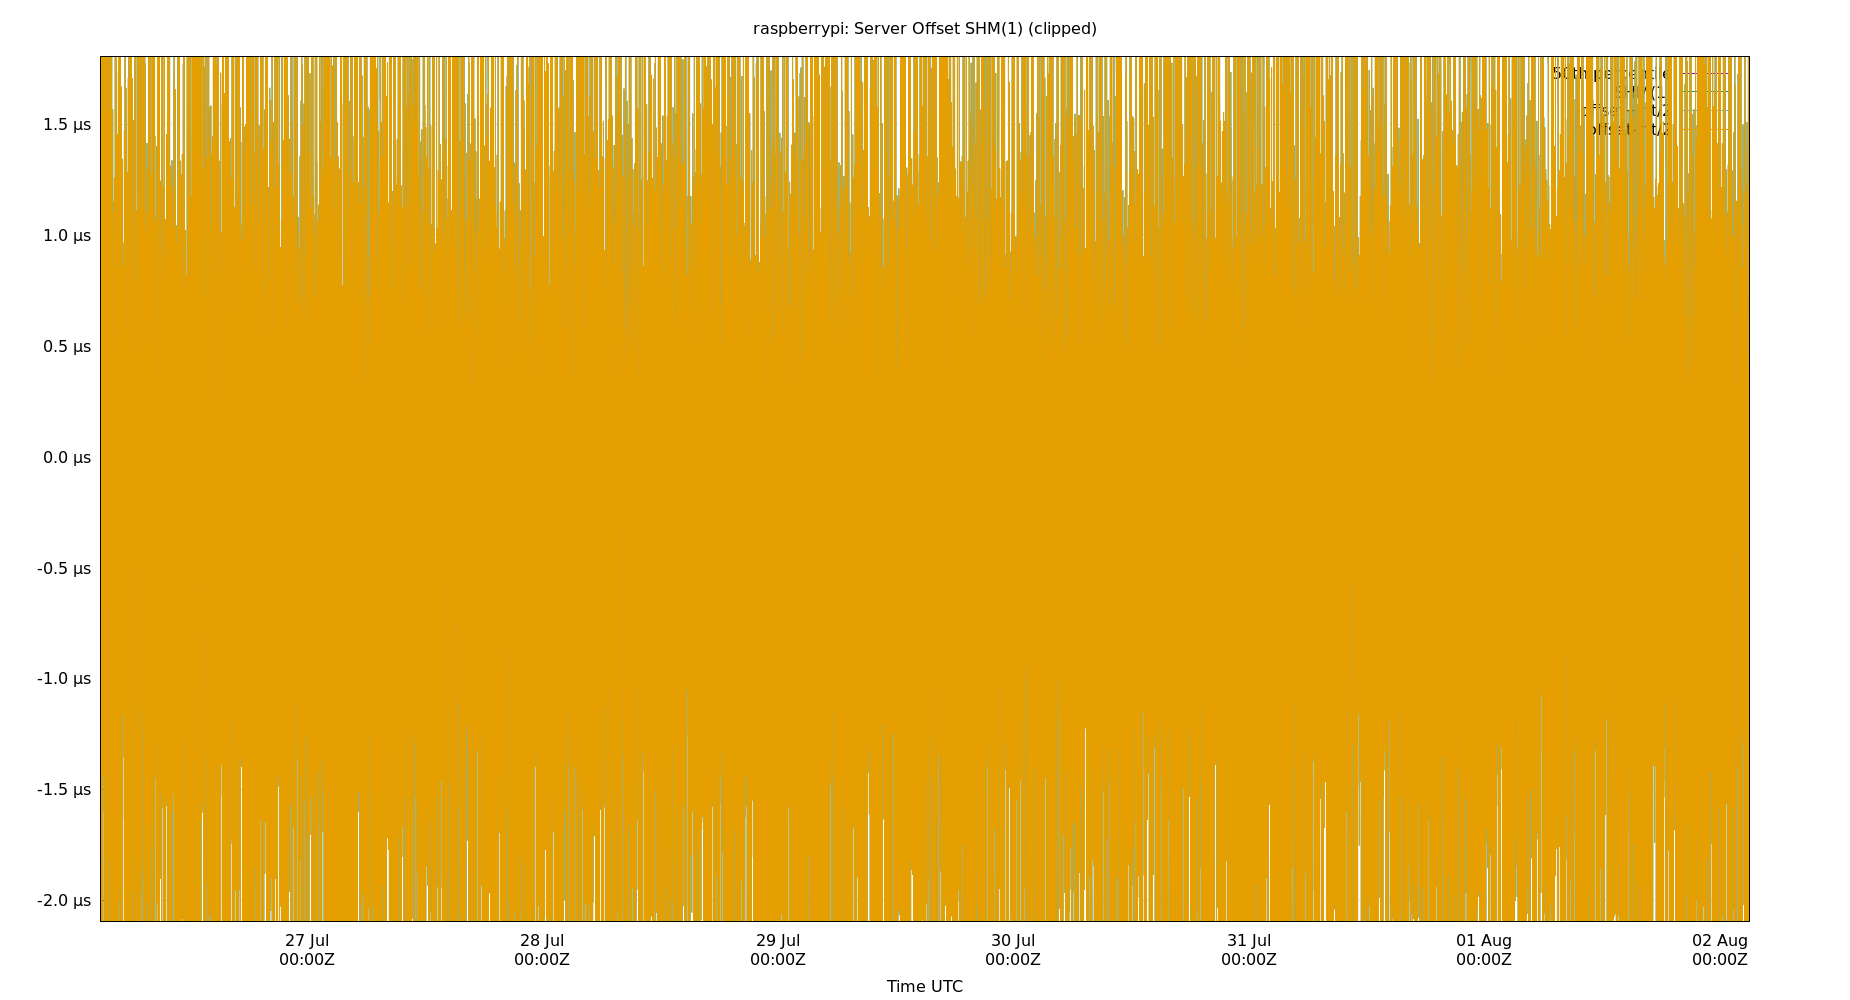 raspberrypi: Server Offset SHM(1) (clipped)
1.5 µs
1.0 µs
0.5 µs
0.0 µs
-0.5 µs
-1.0 µs
-1.5 µs
-2.0 µs
27 Jul 28 Jul 29 Jul 30 Jul 31 Jul 01 Aug 02 Aug
00:00Z 00:00Z 00:00Z 00:00Z 00:00Z 00:00Z 00:00Z
Time UTC